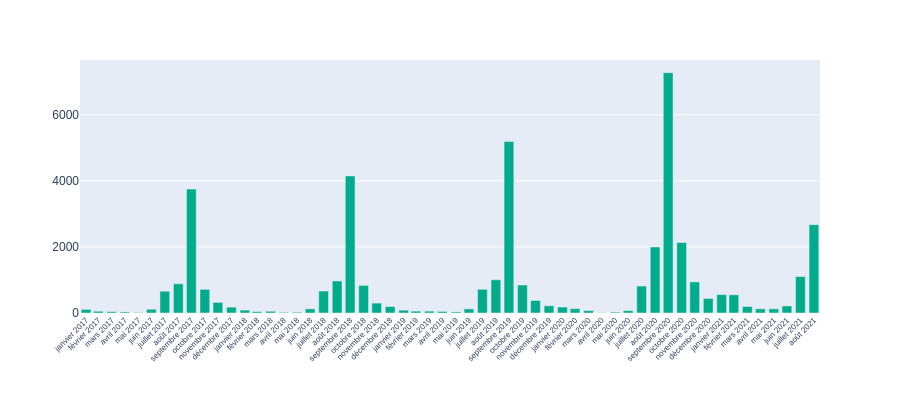 6000
4000
2000
0
janvier 2017
février 2017
mars 2017
avril 2017
mai 2017
juin 2017
juillet 2017
août 2017
septembre 2017
octobre 2017
novembre 2017
décembre 2017
janvier 2018
février 2018
mars 2018
avril 2018
mai 2018
juin 2018
juillet 2018
août 2018
septembre 2018
octobre 2018
novembre 2018
décembre 2018
janvier 2019
février 2019
mars 2019
avril 2019
mai 2019
juin 2019
juillet 2019
août 2019
septembre 2019
octobre 2019
novembre 2019
décembre 2019
janvier 2020
février 2020
mars 2020
avril 2020
mai 2020
juin 2020
juillet 2020
août 2020
septembre 2020
octobre 2020
novembre 2020
décembre 2020
janvier 2021
février 2021
mars 2021
avril 2021
mai 2021
juin 2021
juillet 2021
août 2021